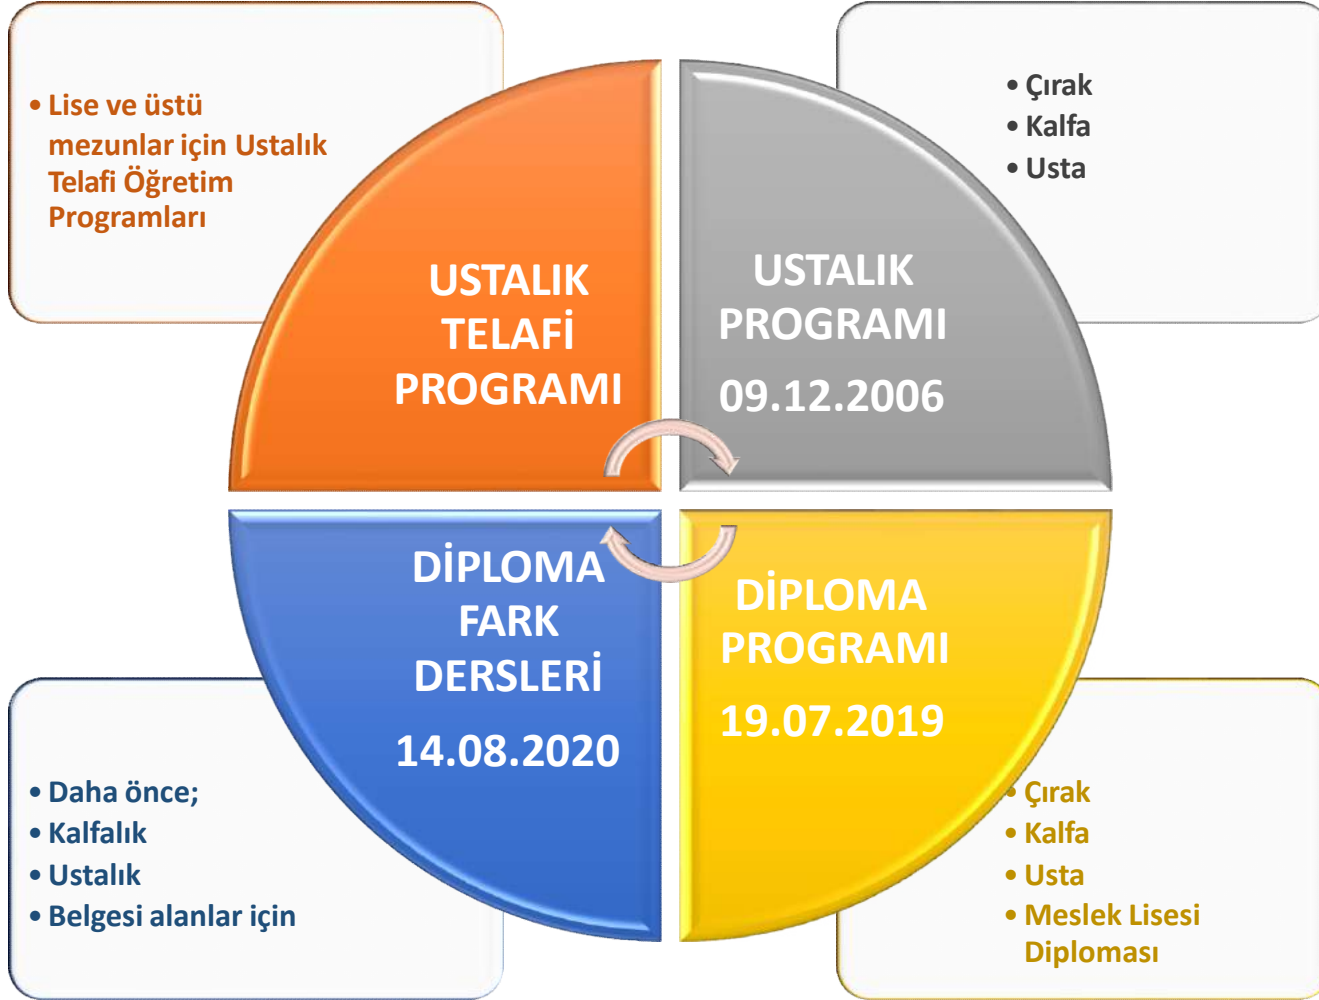 • Lise ve üstü
mezunlar için Ustalık
Telafi Öğretim
Programları
USTALIK
TELAFİ
PROGRAMI
• Çırak
• Kalfa
• Usta
USTALIK
PROGRAMI
09.12.2006
DİPLOMA
FARK
DERSLERİ
14.08.2020
• Daha önce;
• Kalfalık
• Ustalık
• Belgesi alanlar için
DİPLOMA
PROGRAMI
19.07.2019
• Çırak
• Kalfa
• Usta
• Meslek Lisesi
Diploması